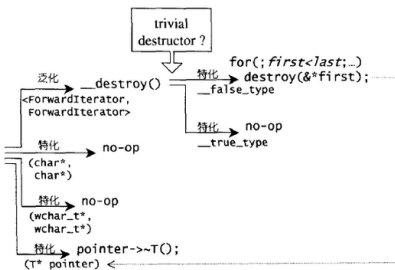 trivial
destructor ?
for(;first<last;…)
泛化
__destroy()
特化
destroy(&*first);
<ForwardIterator,
ForwardIterator>
__false_type
特化
no-op
__true_type
特化
no-op
(char*,
char*)
特化
no-op
(wchar_t*,
wchar_t*)
特化
pointer->~T();
(T* pointer)